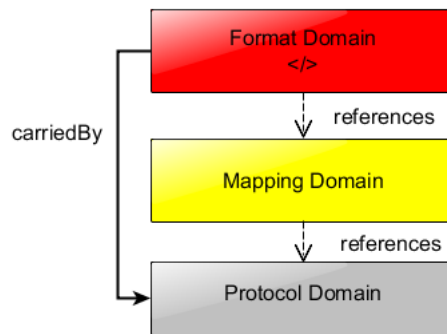 Format Domain
</>
references
carriedBy
Mapping Domain
references
Protocol Domain